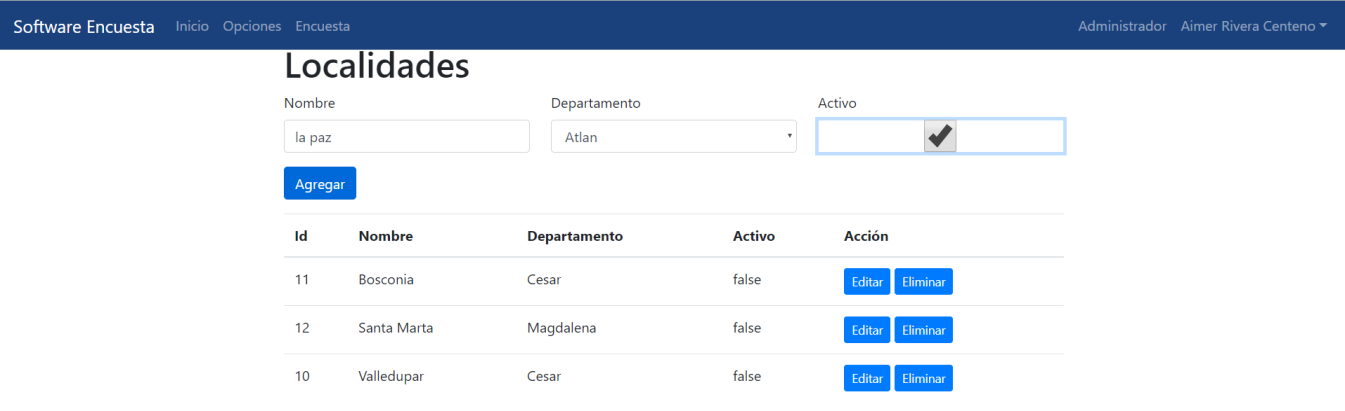 Software Encuesta Inicio Opciones Encuesta Administrador Aimer Rivera Centeno
Localidades
Nombre Departamento Activo
la paz Atlan
Agregar
Id Nombre Departamento Activo Acción
11 Bosconia Cesar false Editar Eliminar
12 Santa Marta Magdalena false Editar Eliminar
10 Valledupar Cesar false Editar Eliminar